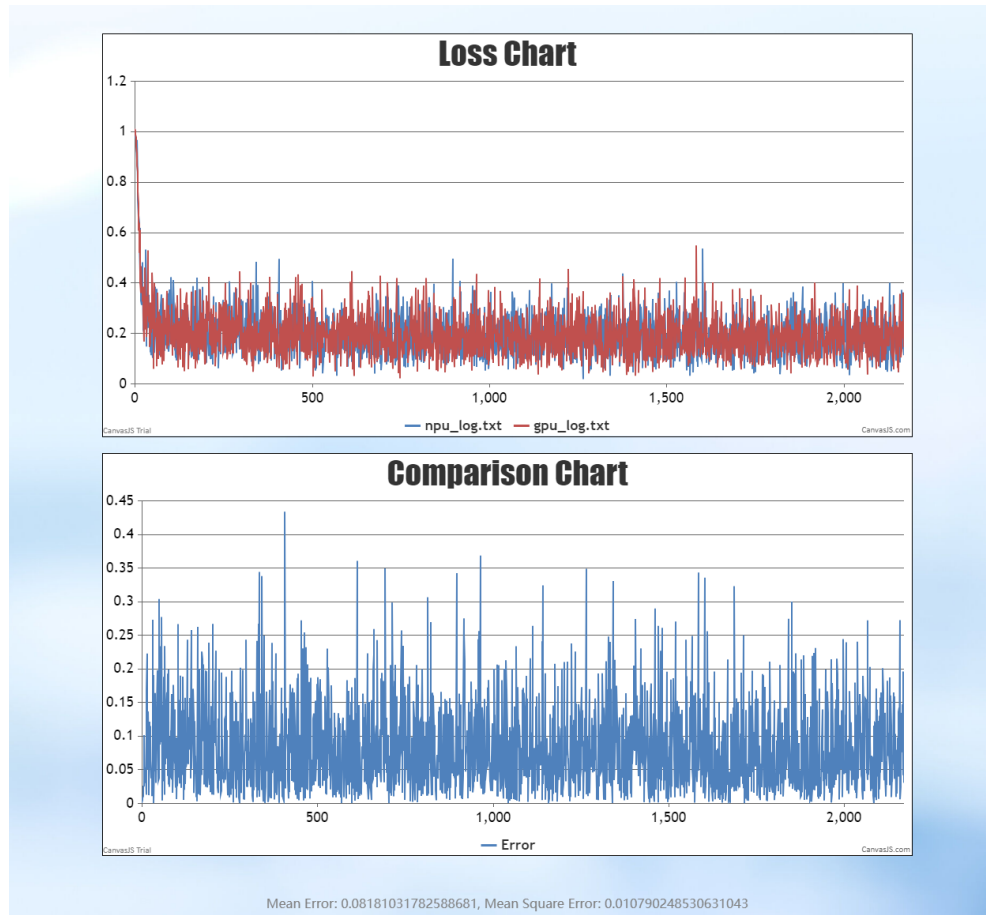 Loss Chart
1.2
1
0.8
0.6
0.4
0.2
0
0 500 1,000 1,500 2,000
npu_log.txt gpu_log.txt
CanvasJS Trial CanvasJS.com
Comparison Chart
0.45
0.4
0.35
0.3
0.25
0.2
0.15
0.1
0.05
0
0 500 1,000 1,500 2,000
Error
CanvasJS Trial CanvasJS.com
Mean Error: 0.08181031782588681, Mean Square Error: 0.010790248530631043